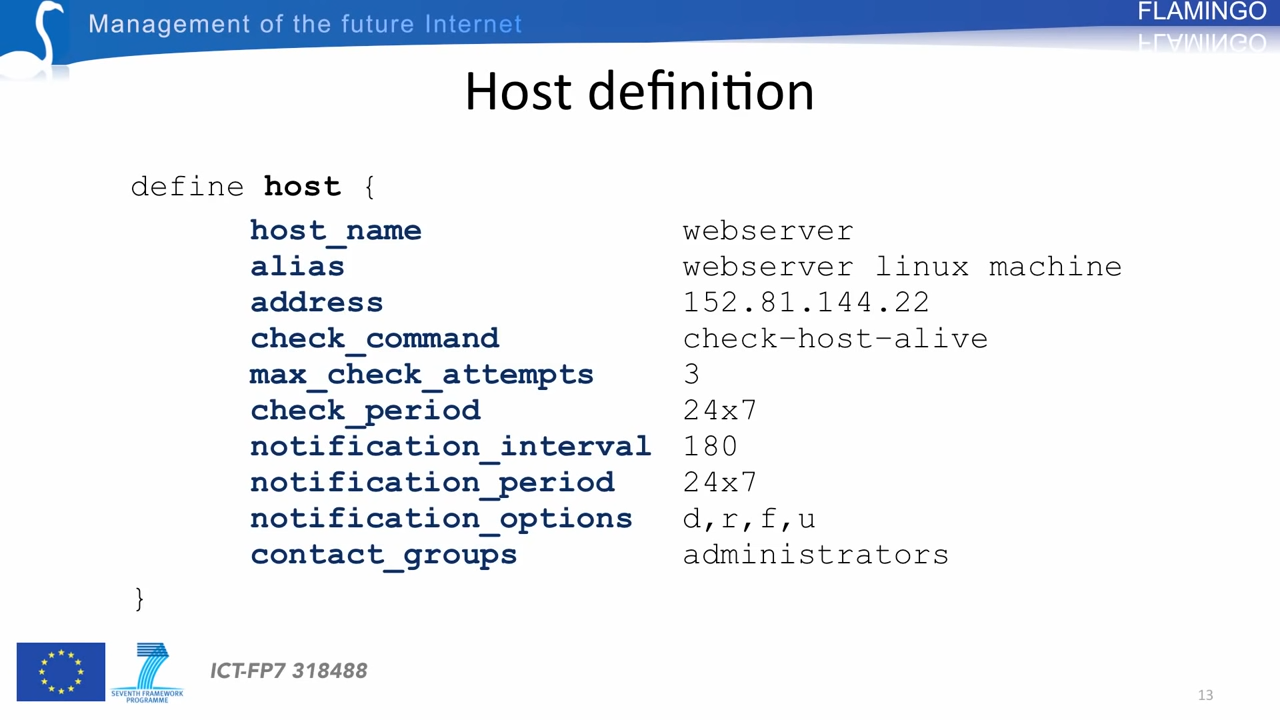 Management of the future Internet
FLAMINGO
Host definition
define host {
host_name webserver
alias webserver linux machine
address 152.81.144.22
check_command check-host-alive
max_check_attempts 3
check_period 24x7
notification_interval 180
notification_period 24x7
notification_options d,r,f,u
contact_groups administrators
}
SEVENTH FRAMEWORK
PROGRAMME
ICT-FP7 318488
13